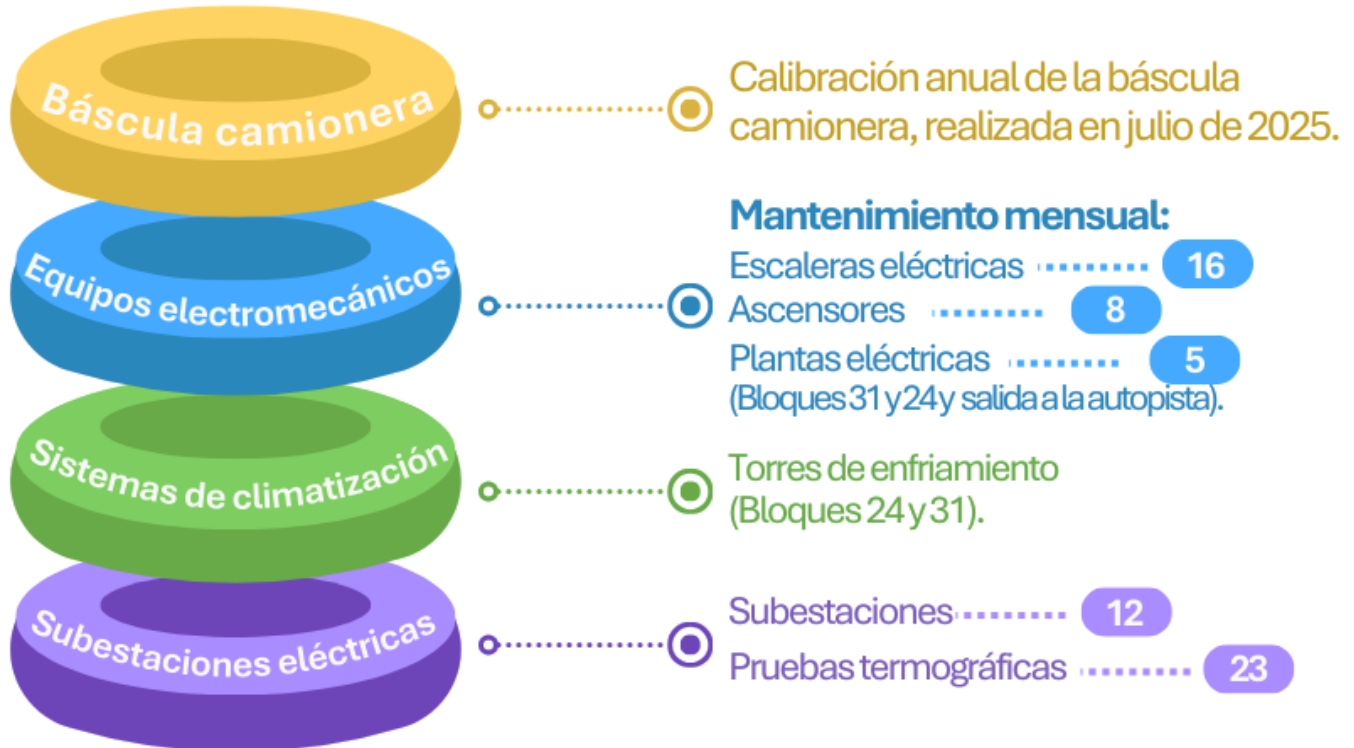 Báscula camionera
Calibración anual de la báscula
camionera, realizada en julio de 2025.
Equipos electromecánicos
Mantenimiento mensual:
Escaleras eléctricas 16
Ascensores 8
Plantas eléctricas 5
(Bloques 31 y 24 y salida a la autopista).
Sistemas de climatización
Torres de enfriamiento
(Bloques 24 y 31).
Subestaciones eléctricas
Subestaciones 12
Pruebas termográficas 23